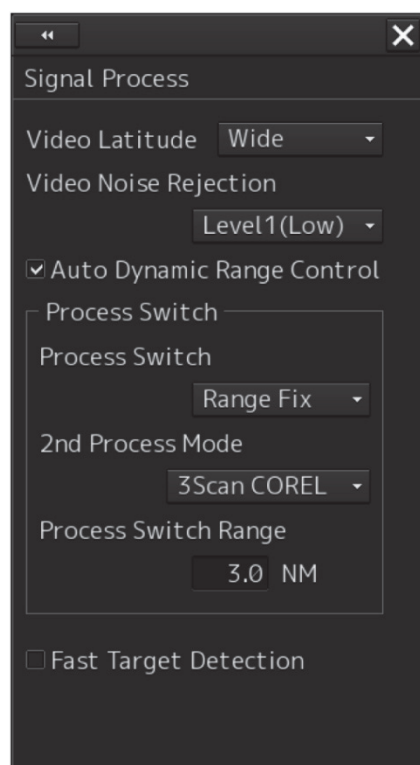 Signal Process
Video Latitude Wide
Video Noise Rejection
Level1(Low)
Auto Dynamic Range Control
Process Switch
Process Switch
Range Fix
2nd Process Mode
3Scan COREL
Process Switch Range
3.0 NM
Fast Target Detection